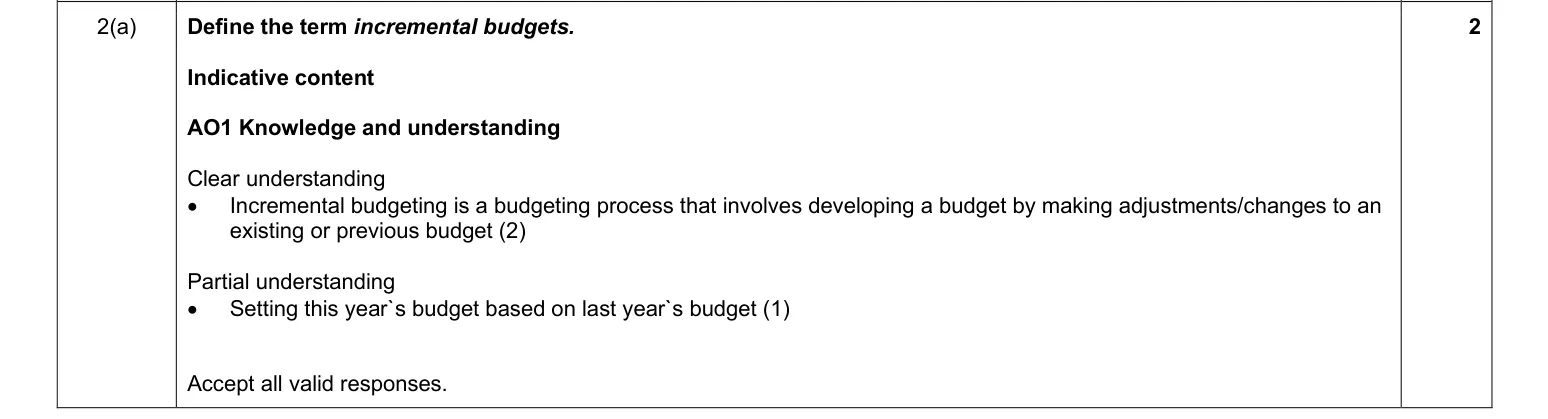 2(a) Define the term incremental budgets. 2
Indicative content
AO1 Knowledge and understanding
Clear understanding
• Incremental budgeting is a budgeting process that involves developing a budget by making adjustments/changes to an
existing or previous budget (2)
Partial understanding
• Setting this year`s budget based on last year`s budget (1)
Accept all valid responses.